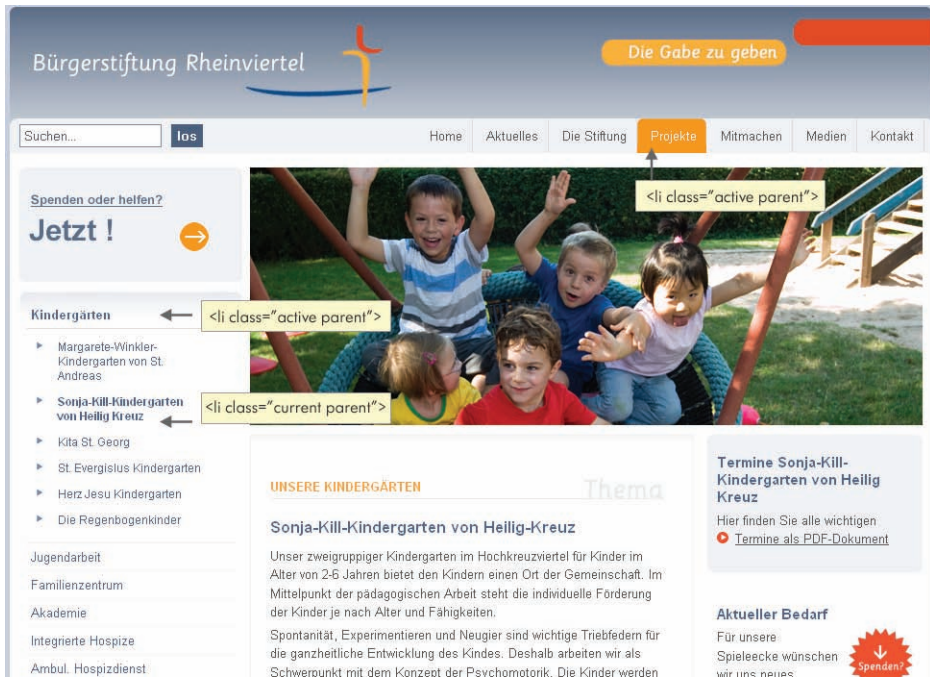 Bürgerstiftung Rheinviertel
Die Gabe zu geben
Suchen...
los
Home Aktuelles Die Stiftung Projekte Mitmachen Medien Kontakt
<li class="active parent">
Spenden oder helfen?
Jetzt !
Kindergärten
<li class="active parent">
Margarete-Winkler-
Kindergarten von St.
Andreas
Sonja-Kill-Kindergarten
von Heilig Kreuz
<li class="current parent">
Kita St. Georg
St. Evergislus Kindergarten
Herz Jesu Kindergarten
Die Regenbogenkinder
Jugendarbeit
Familienzentrum
Akademie
Integrierte Hospize
Ambul. Hospizdienst
UNSERE KINDERGÄRTEN
Thema
Sonja-Kill-Kindergarten von Heilig-Kreuz
Unser zweigruppiger Kindergarten im Hochkreuzviertel für Kinder im
Alter von 2-6 Jahren bietet den Kindern einen Ort der Gemeinschaft. Im
Mittelpunkt der pädagogischen Arbeit steht die individuelle Förderung
der Kinder je nach Alter und Fähigkeiten.
Spontanität, Experimentieren und Neugier sind wichtige Triebfedern für
die ganzheitliche Entwicklung des Kindes. Deshalb arbeiten wir als
Schwerpunkt mit dem Konzept der Psychomotorik. Die Kinder werden
Termine Sonja-Kill-
Kindergarten von Heilig
Kreuz
Hier finden Sie alle wichtigen
Termine als PDF-Dokument
Aktueller Bedarf
Für unsere
Spieleecke wünschen
wir uns neues
Spenden?